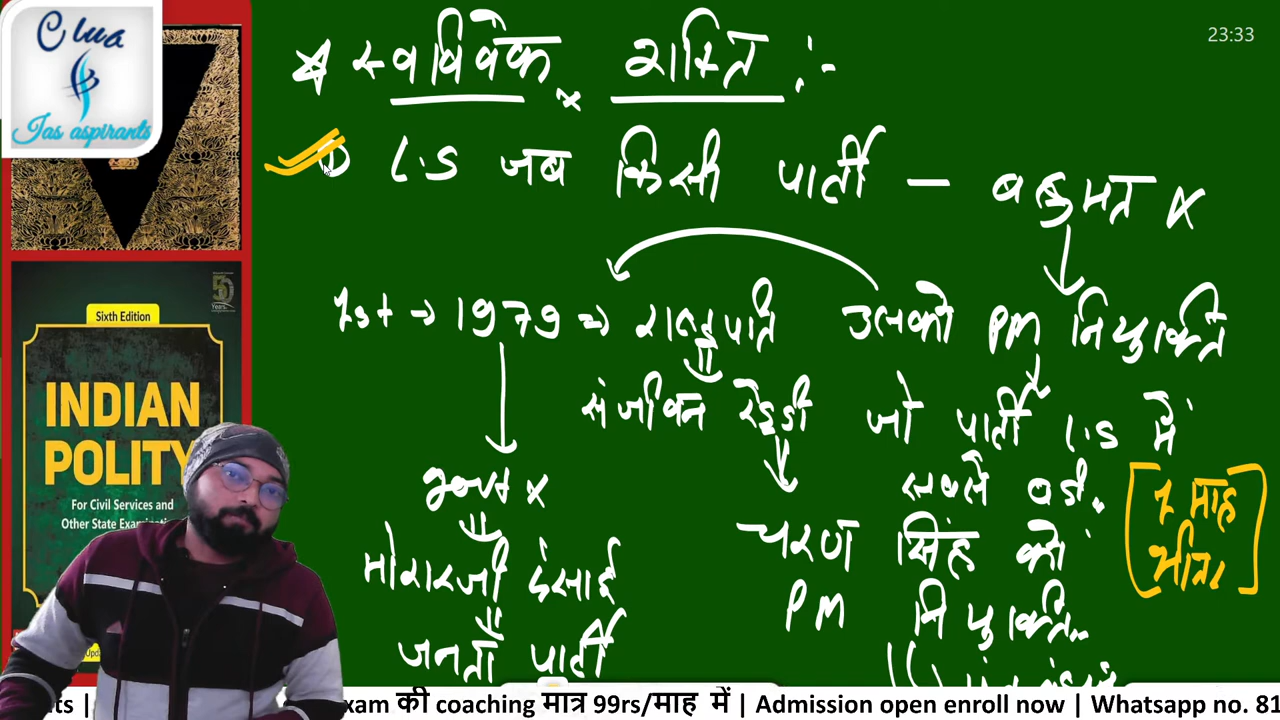 Clua
Ias aspirants
23:33
* स्वविवेक शक्ति :-
① L.S जब किसी पार्टी – बहुमत x
1st → 1979 ⇒ राष्ट्रपति उसको PM नियुक्ति
संजीवन रेड्डी जो पार्टी L.S में
govt x सबसे बडी..
1 माह
भीतर
मोरारजी देसाई
चरण सिंह को
PM नियुक्ति..
जनता पार्टी
Sixth Edition
INDIAN
POLITY
For Civil Services and
Other State
exam की coaching मात्र 99rs/माह में | Admission open enroll now | Whatsapp no. 81